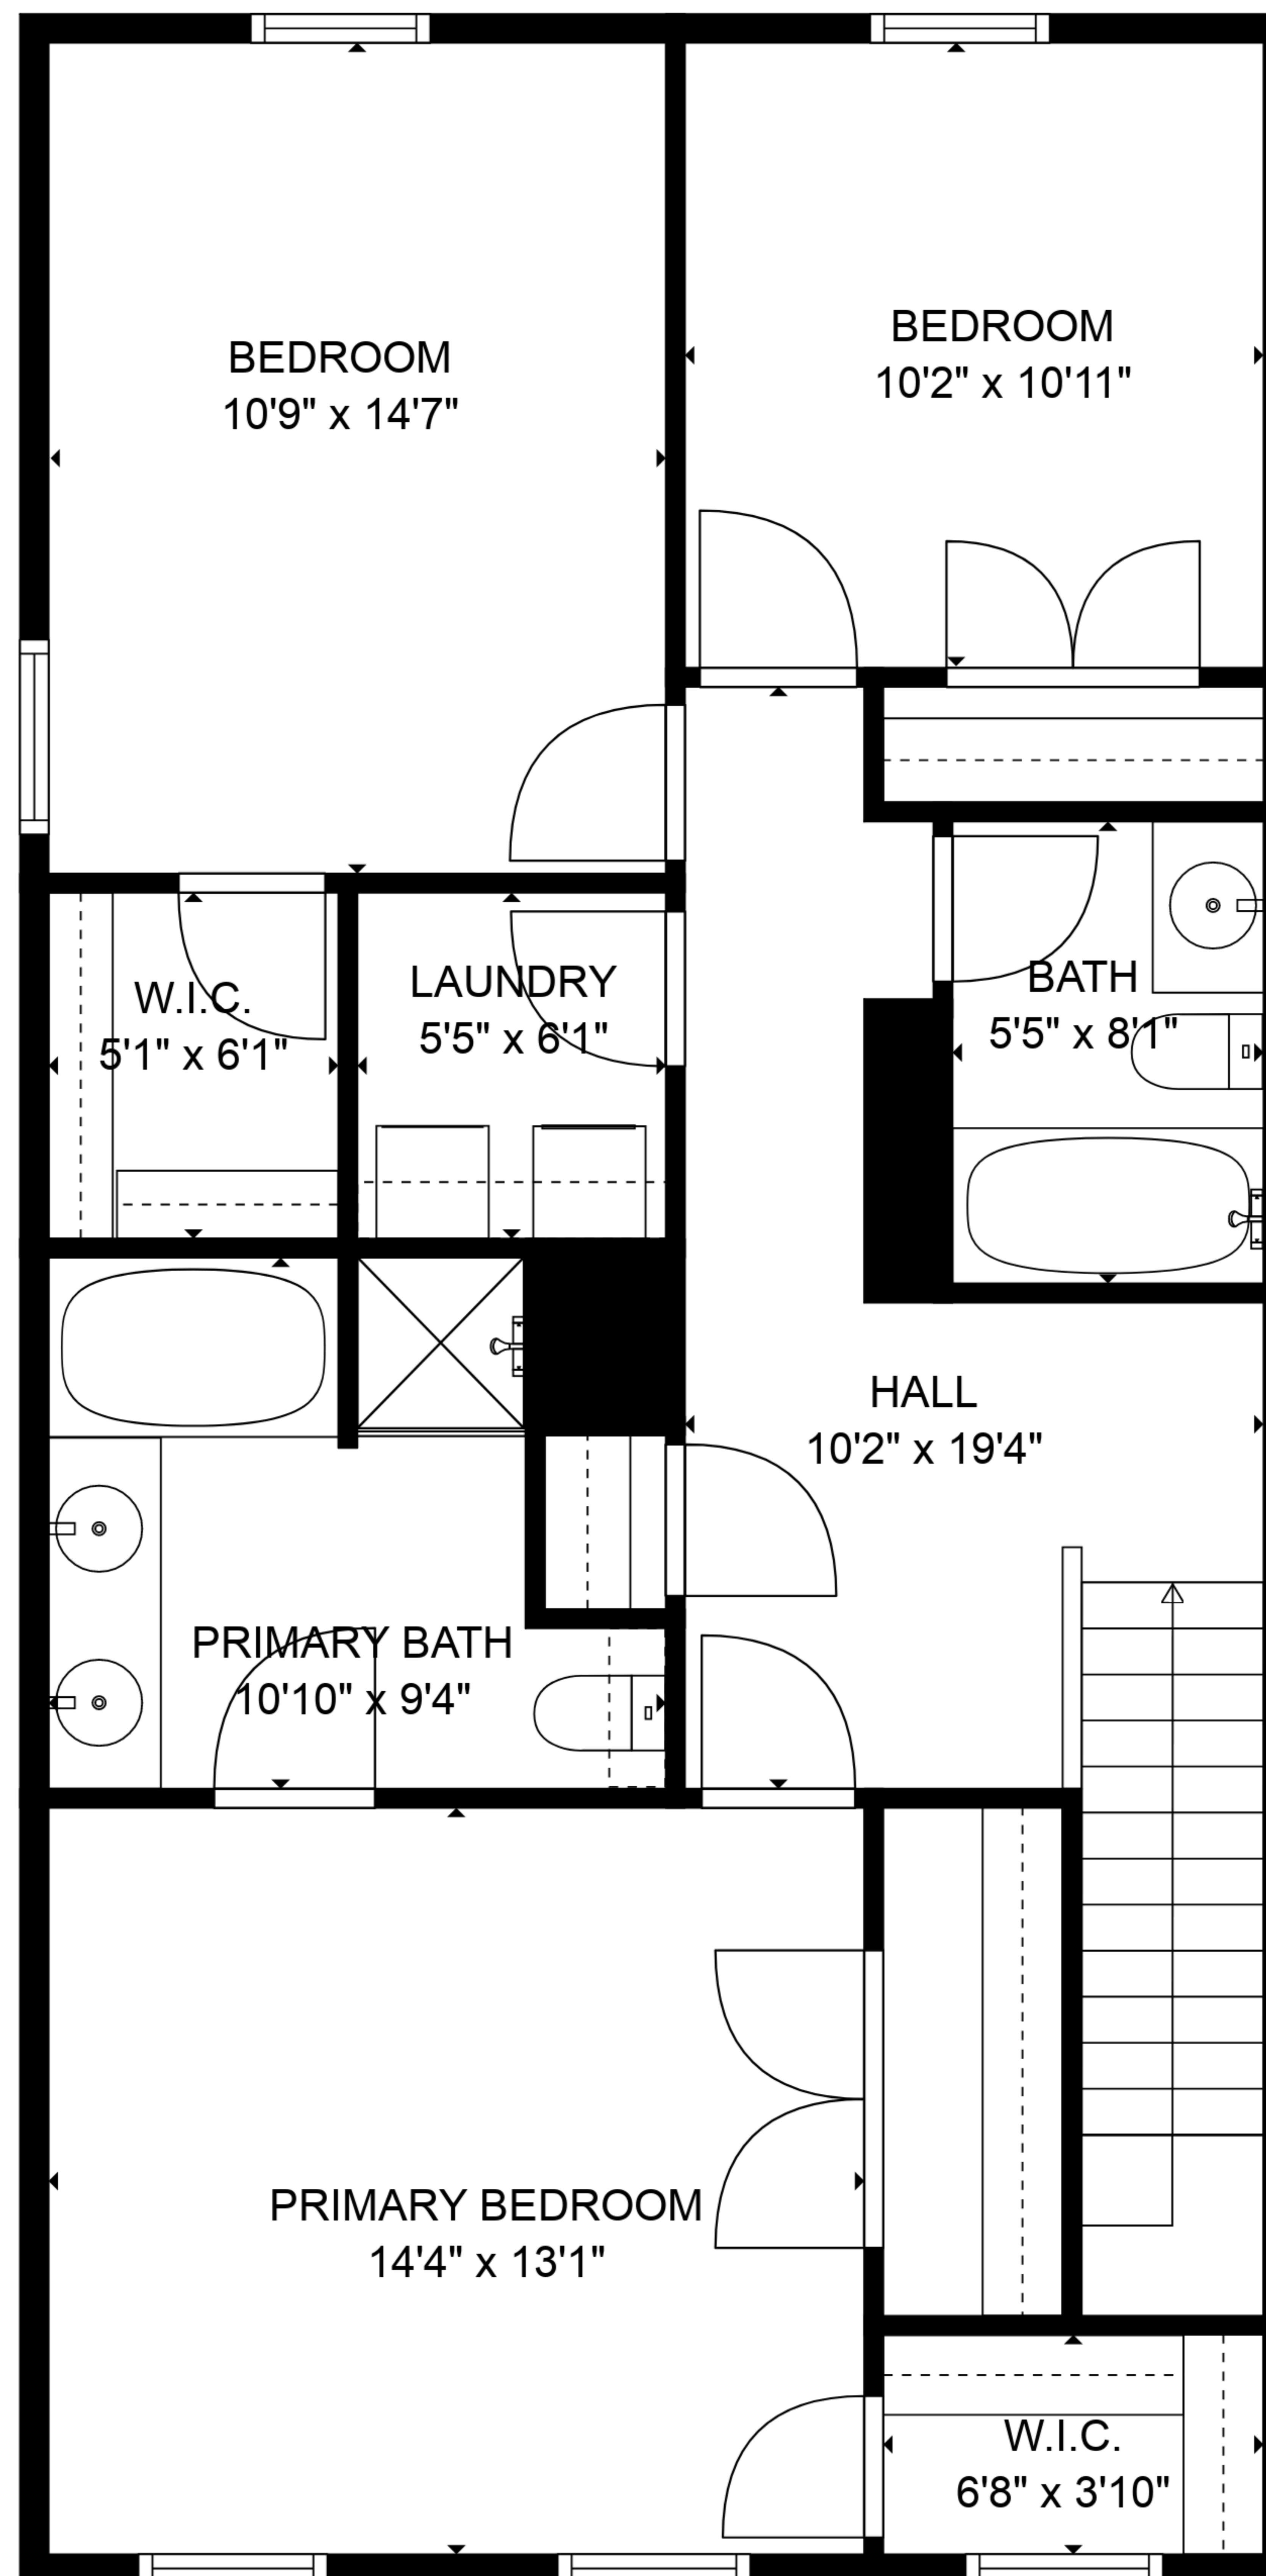 BEDROOM
10'9" x 14'7"
BEDROOM
10'2" x 10'11"
W.I.C.
5'1" x 6'1"
LAUNDRY
5'5" x 6'1"
BATH
5'5" x 8'1"
HALL
10'2" x 19'4"
PRIMARY BATH
10'10" x 9'4"
PRIMARY BEDROOM
14'4" x 13'1"
W.I.C.
6'8" x 3'10"